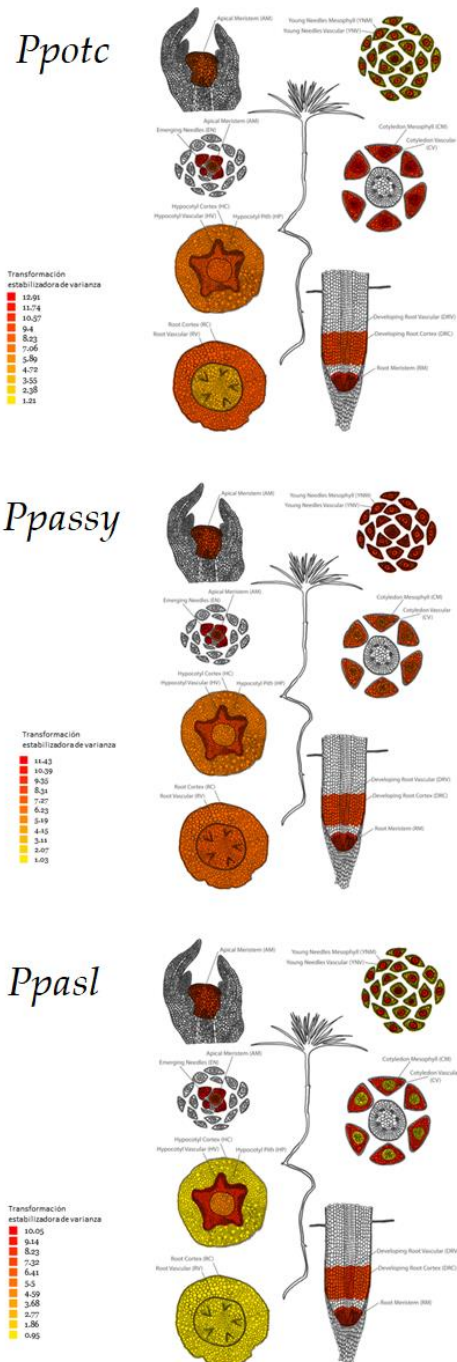 Ppotc
Apical Meristem (AM)
Young Needles Mesophyll (YNM)
Young Needles Vascular (YNV)
Apical Meristem (AM)
Emerging Needles (EN)
Cotyledon Mesophyll (CM)
Cotyledon Vascular
(CV)
Hypocotyl Cortex (HC)
Hypocotyl Vascular (HV)
Hypocotyl Pith (HP)
Transformación
estabilizadora de varianza
12.91
11.74
10.57
9.4
8.23
7.06
5.89
4.72
3.55
2.38
1.21
Root Cortex (RC)
Root Vascular (RV)
Developing Root Vascular (DRV)
Developing Root Cortex (DRC)
Root Meristem (RM)
Ppassy
Apical Meristem (AM)
Young Needles Mesophyll (YNM)
Young Needles Vascular (YNV)
Apical Meristem (AM)
Emerging Needles (EN)
Cotyledon Mesophyll (CM)
Cotyledon Vascular
(CV)
Hypocotyl Cortex (HC)
Hypocotyl Vascular (HV)
Hypocotyl Pith (HP)
Transformación
estabilizadora de varianza
11.43
10.39
9.35
8.31
7.27
6.23
5.19
4.15
3.11
2.07
1.03
Root Cortex (RC)
Root Vascular (RV)
Developing Root Vascular (DRV)
Developing Root Cortex (DRC)
Root Meristem (RM)
Ppasl
Apical Meristem (AM)
Young Needles Mesophyll (YNM)
Young Needles Vascular (YNV)
Apical Meristem (AM)
Emerging Needles (EN)
Cotyledon Mesophyll (CM)
Cotyledon Vascula
(CV)
Hypocotyl Cortex (HC)
Hypocotyl Vascular (HV)
Hypocotyl Pith (HP)
Transformación
estabilizadora de varianza
10.05
9.14
8.23
7.32
6.41
5.5
4.59
3.68
2.77
1.86
0.95
Root Cortex (RC)
Root Vascular (RV)
Developing Root Vascular (DRV
Developing Root Cortex (DRC)
Root Meristem (RM)